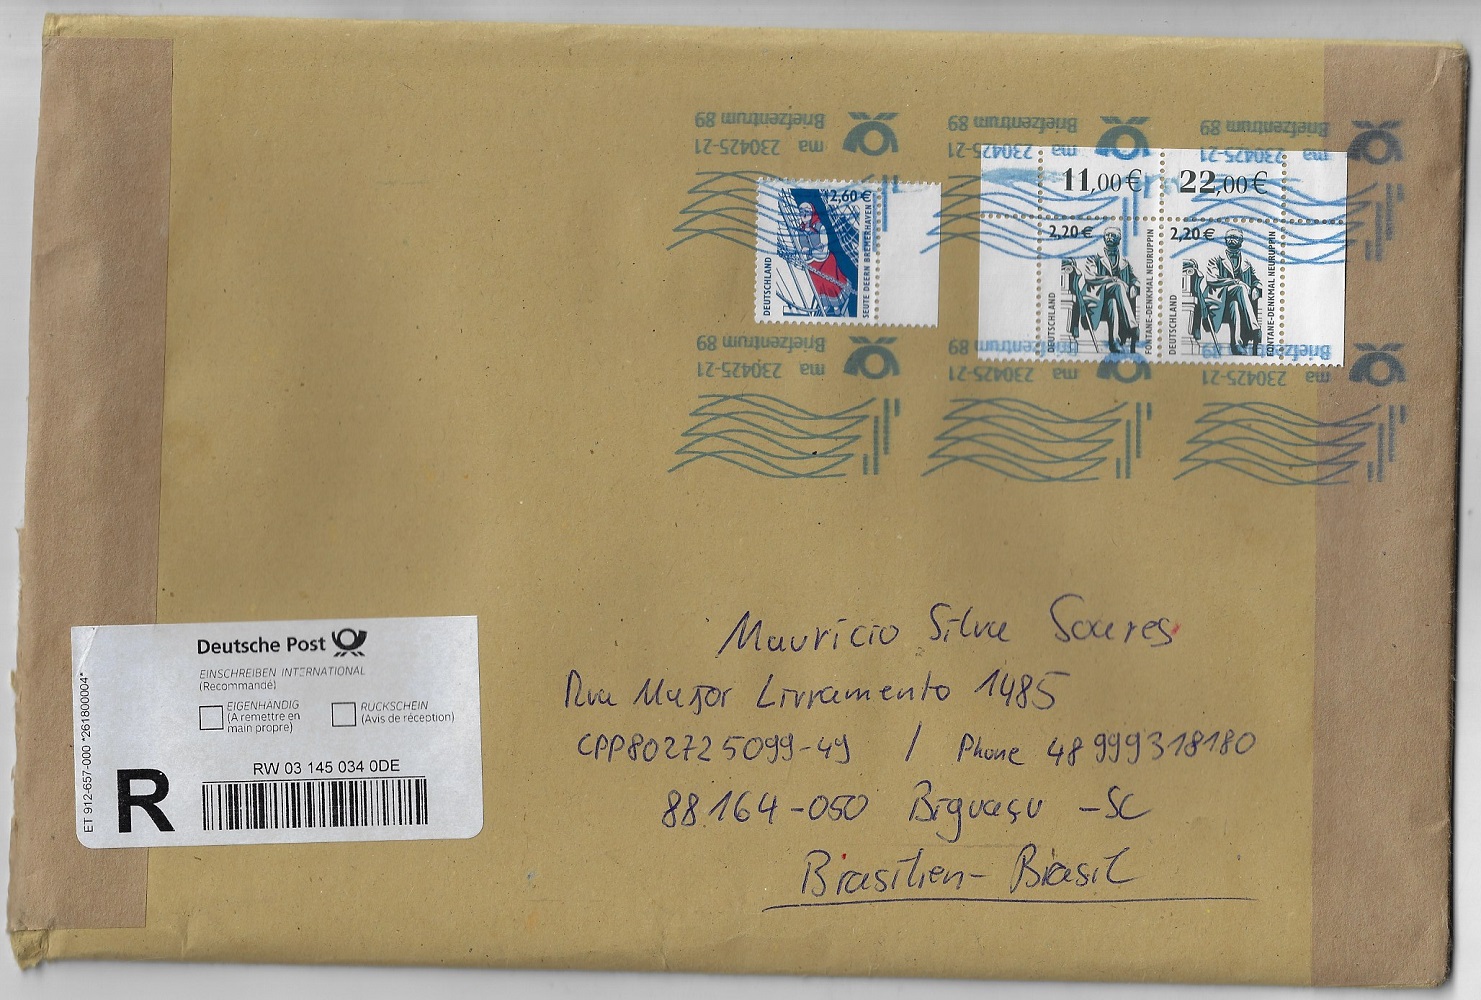 Briefzentrum 89
ma 230425-21
Briefzentrum 89
ma 230425-21
Briefzentrum 89
ma 230425-21
11,00 €
22,00 €
2,60 €
DEUTSCHLAND
SEUTE DEERN BREMERHAVEN
2,20 €
DEUTSCHLAND
FONTANE-DENKMAL NEURUPPIN
2,20 €
DEUTSCHLAND
FONTANE-DENKMAL NEURUPPIN
Briefzentrum 89
ma 230425-21
Briefzentrum 89
ma 230425-21
Briefzentrum 89
ma 230425-21
Mauricio Silva Soares
Rua Major Livramento 1485
CPP802725099-49 / Phone 48999318180
88164-050 Biguaçu -SC
Brasilien- Brasil
Deutsche Post
EINSCHREIBEN INTERNATIONAL
(Recommandé)
EIGENHÄNDIG
(A remettre en
main propre)
RÜCKSCHEIN
(Avis de réception)
RW 03 145 034 0DE
R
ET 912-657-000 *261800004*